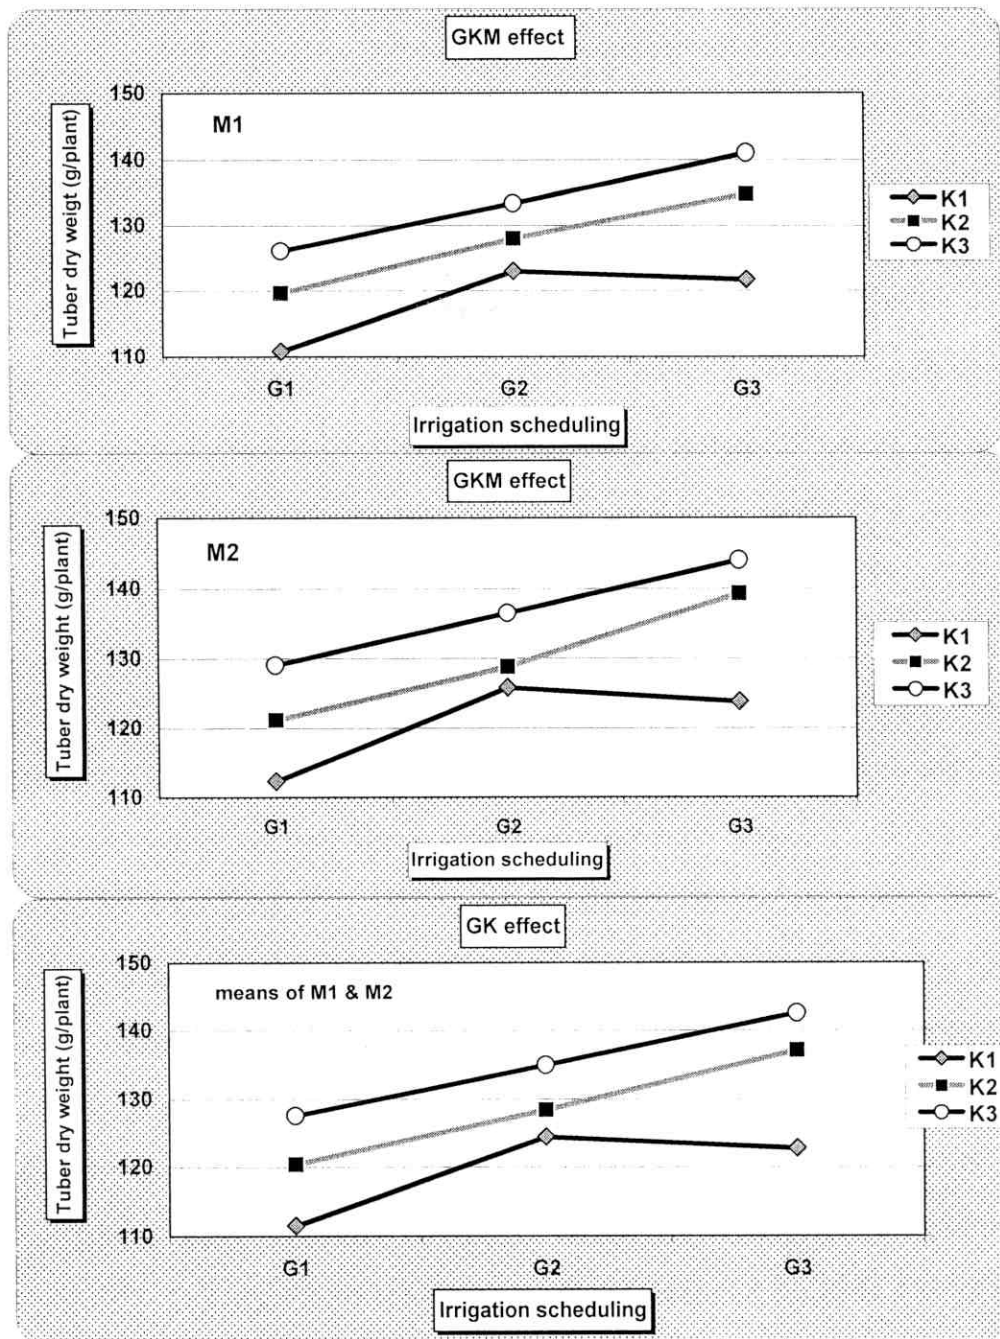 GKM effect
Tuber dry weigt (g/plant)
150
140
130
120
110
M1
G1
G2
G3
Irrigation scheduling
K1
K2
K3
GKM effect
Tuber dry weight (g/plant)
150
140
130
120
110
M2
G1
G2
G3
Irrigation scheduling
K1
K2
K3
GK effect
Tuber dry weight (g/plant)
150
140
130
120
110
means of M1 & M2
G1
G2
G3
Irrigation scheduling
K1
K2
K3